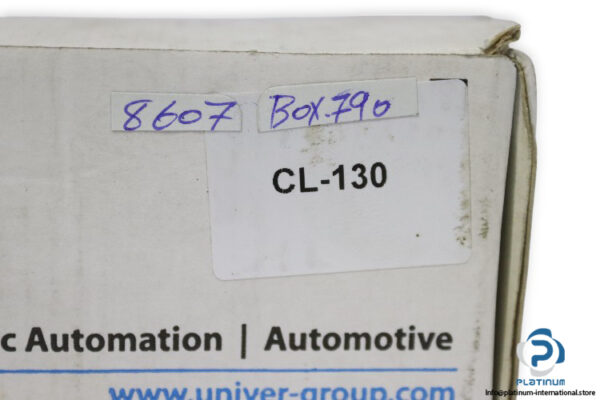 8607 Box.790
CL-130
c Automation | Automotive
www.univer-group.com
PLATINUM
Info@platinum-international.store